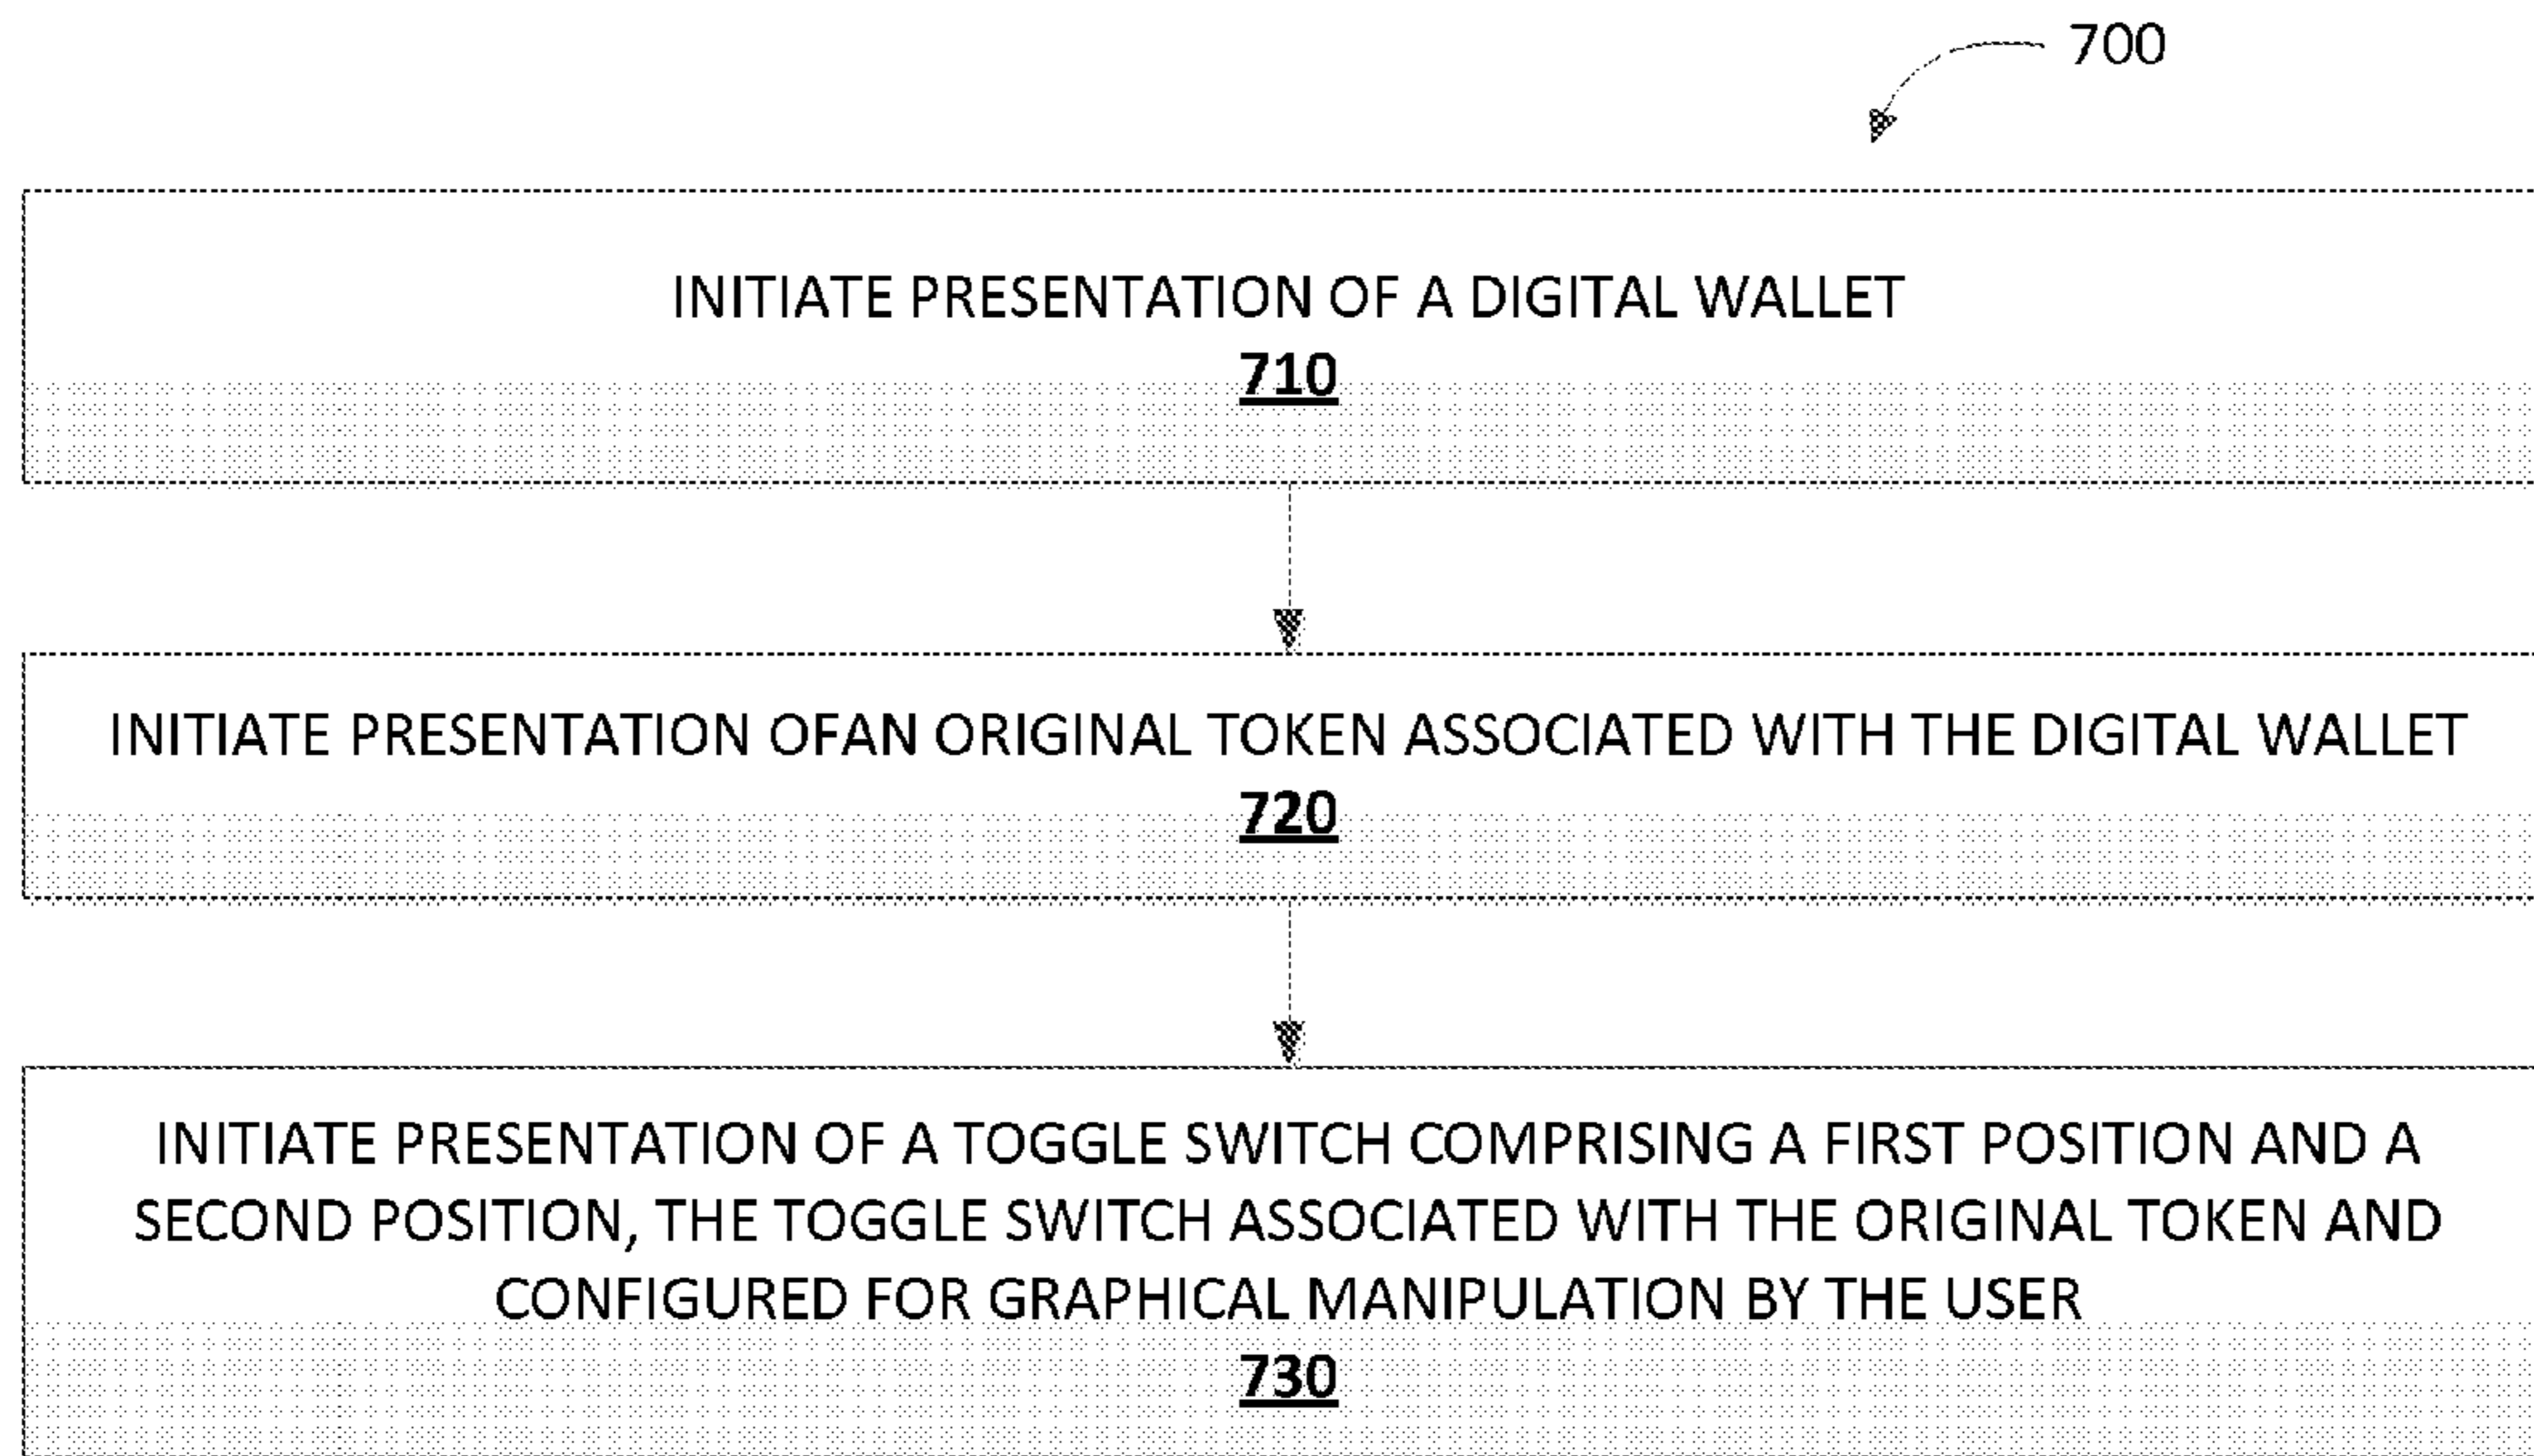 700
INITIATE PRESENTATION OF A DIGITAL WALLET
710
INITIATE PRESENTATION OFAN ORIGINAL TOKEN ASSOCIATED WITH THE DIGITAL WALLET
720
INITIATE PRESENTATION OF A TOGGLE SWITCH COMPRISING A FIRST POSITION AND A
SECOND POSITION, THE TOGGLE SWITCH ASSOCIATED WITH THE ORIGINAL TOKEN AND
CONFIGURED FOR GRAPHICAL MANIPULATION BY THE USER
730